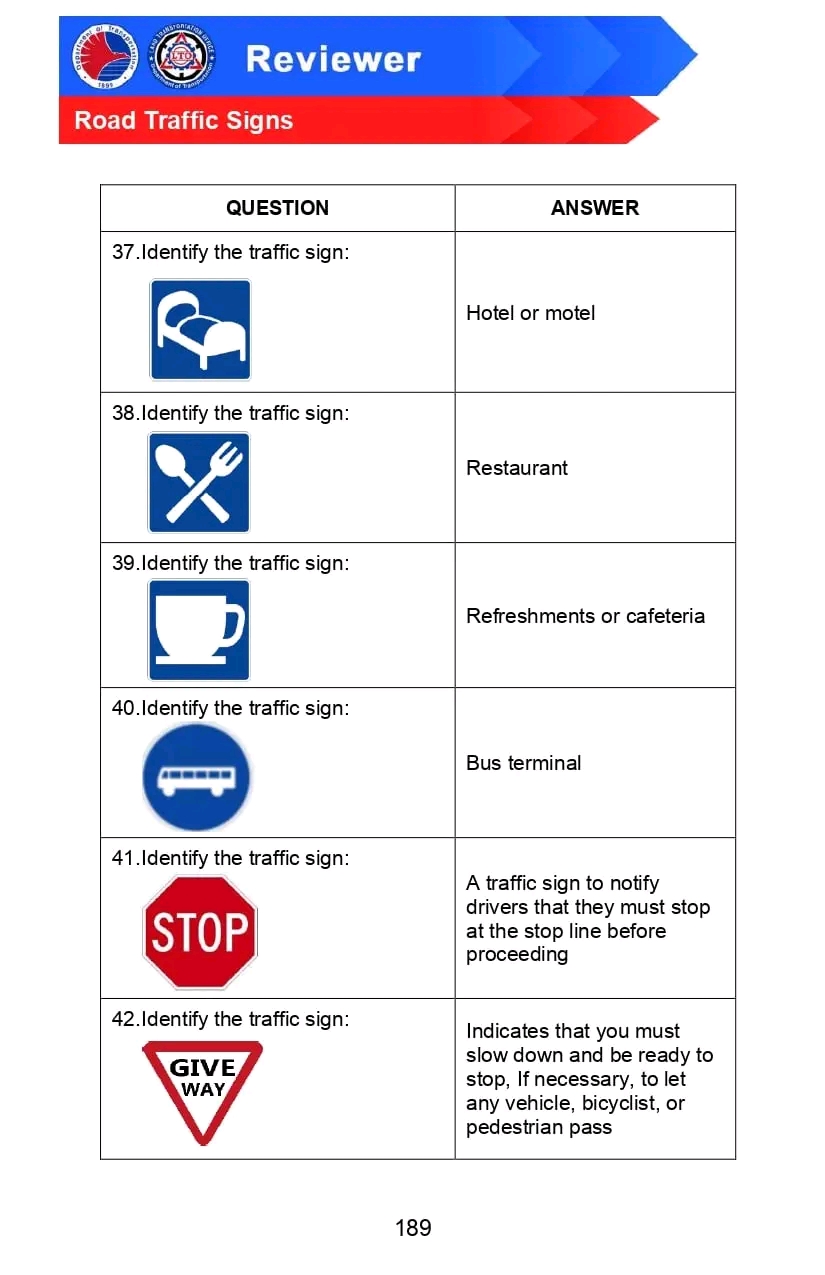 Department of Transportation
1899
LAND TRANSPORTATION OFFICE
LTO
Department of Transportation
Reviewer
Road Traffic Signs
QUESTION
ANSWER
37.Identify the traffic sign:
Hotel or motel
38.Identify the traffic sign:
Restaurant
39.Identify the traffic sign:
Refreshments or cafeteria
40.Identify the traffic sign:
Bus terminal
41.Identify the traffic sign:
STOP
A traffic sign to notify
drivers that they must stop
at the stop line before
proceeding
42.Identify the traffic sign:
GIVE
WAY
Indicates that you must
slow down and be ready to
stop, If necessary, to let
any vehicle, bicyclist, or
pedestrian pass
189